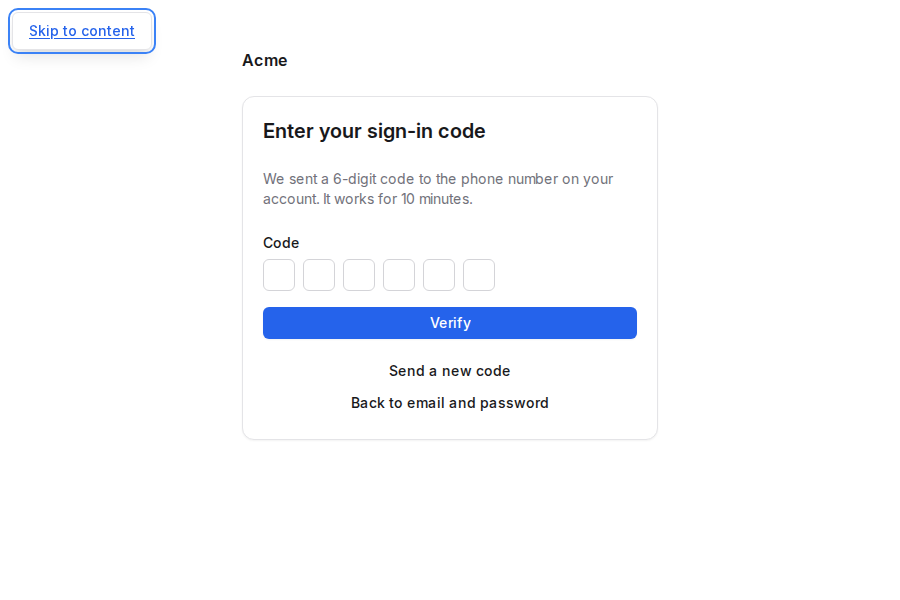 Skip to content
Acme
Enter your sign-in code
We sent a 6-digit code to the phone number on your
account. It works for 10 minutes.
Code
Verify
Send a new code
Back to email and password